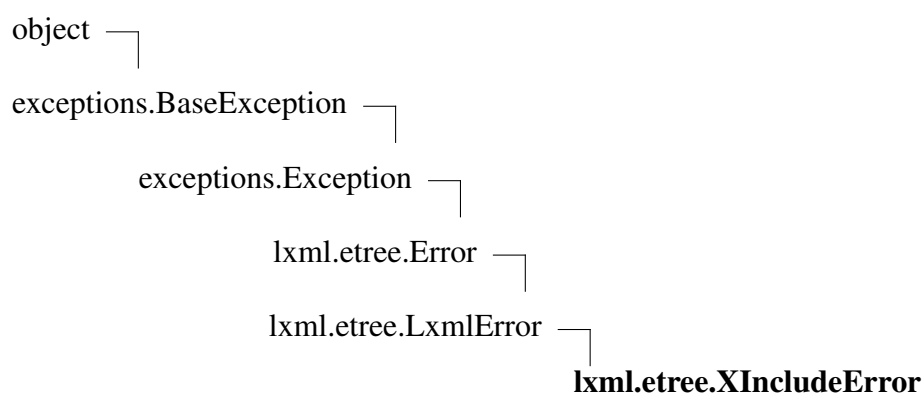 object
exceptions.BaseException
exceptions.Exception
lxml.etree.Error
lxml.etree.LxmlError
lxml.etree.XIncludeError